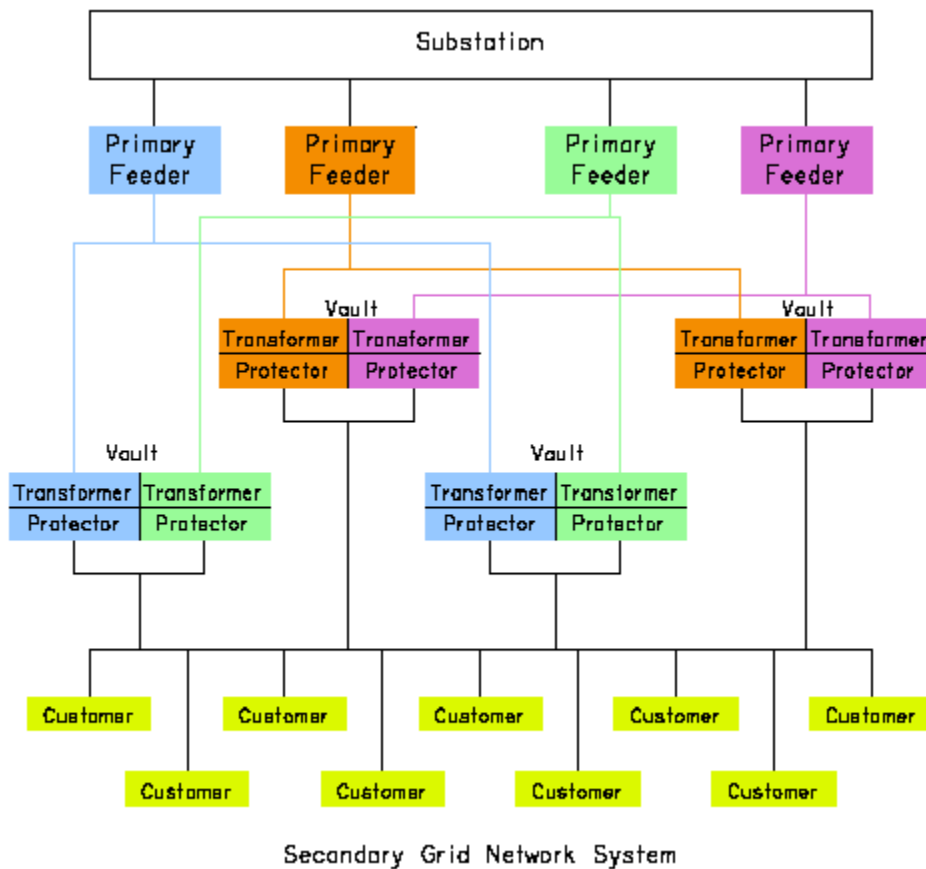 Substation
Primary
Feeder
Primary
Feeder
Primary
Feeder
Primary
Feeder
Vault
Vault
Transformer
Transformer
Transformer
Transformer
Protector
Protector
Protector
Protector
Vault
Vault
Transformer
Transformer
Transformer
Transformer
Protector
Protector
Protector
Protector
Customer
Customer
Customer
Customer
Customer
Customer
Customer
Customer
Customer
Secondary Grid Network System